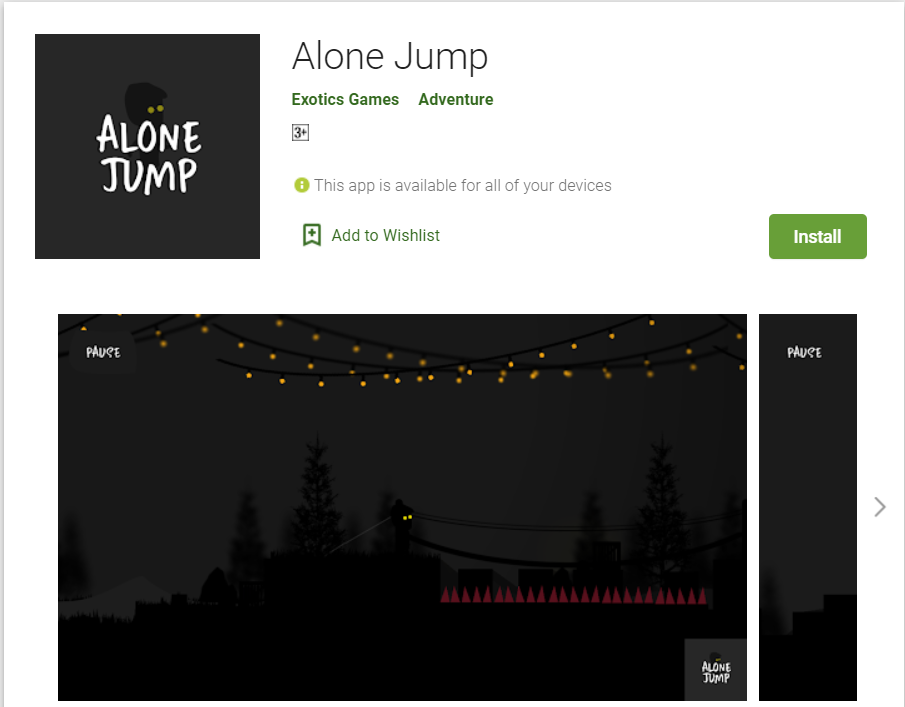 ALONE
JUMP
Alone Jump
Exotics Games Adventure
3+
This app is available for all of your devices
Add to Wishlist
Install
PAUSE
PAUSE
ALONE
JUMP